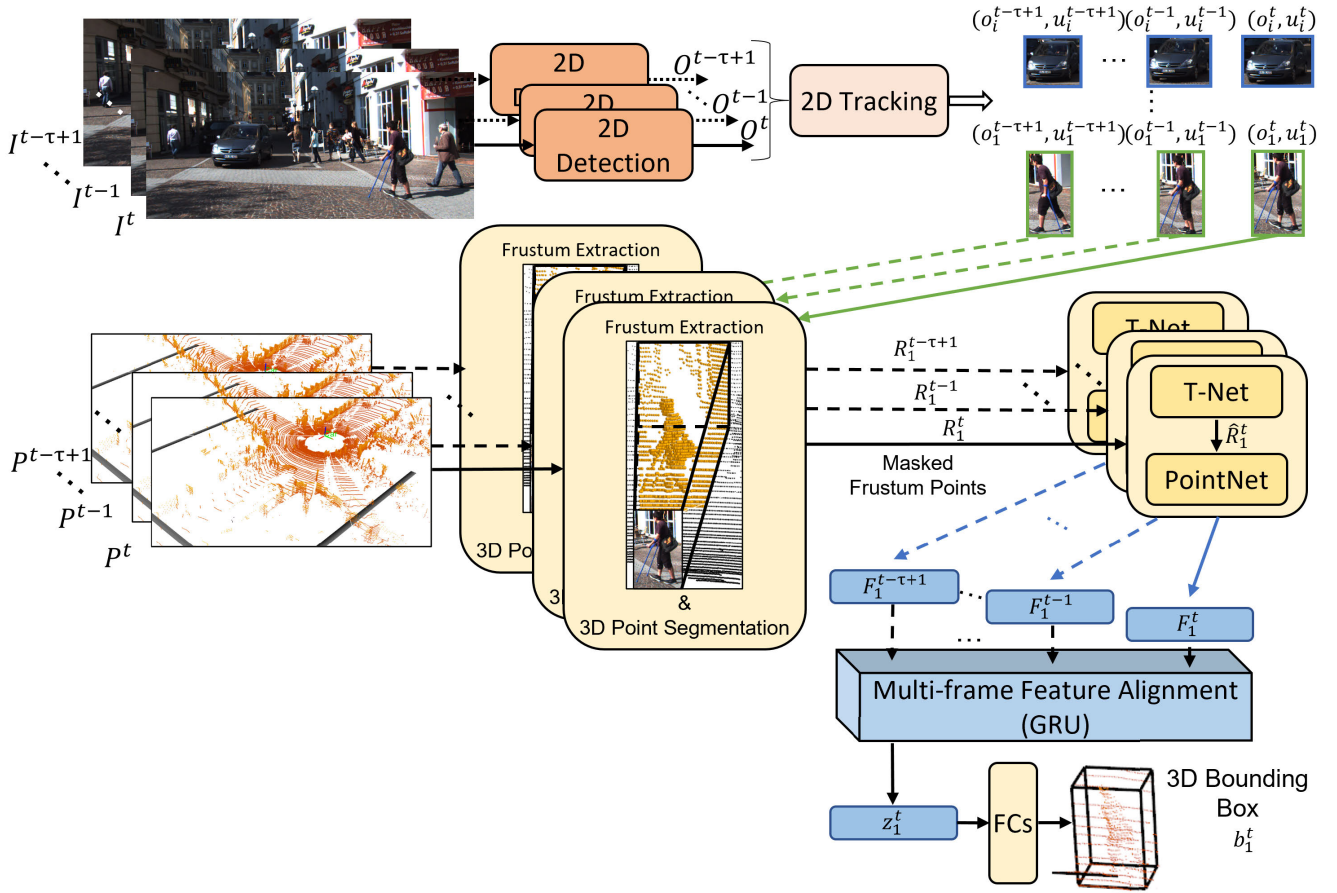 2D
2D
2D
Detection
O^{t-τ+1}
O^{t-1}
O^t
2D Tracking
(o_i^{t-τ+1}, u_i^{t-τ+1}) (o_i^{t-1}, u_i^{t-1}) (o_i^t, u_i^t)
...
(o_1^{t-τ+1}, u_1^{t-τ+1}) (o_1^{t-1}, u_1^{t-1}) (o_1^t, u_1^t)
...
I^{t-τ+1}
I^{t-1}
I^t
Frustum Extraction
Frustum Extraction
Frustum Extraction
3D Po
3D
&
3D Point Segmentation
P^{t-τ+1}
P^{t-1}
P^t
R_1^{t-τ+1}
R_1^{t-1}
R_1^t
Masked
Frustum Points
T-Net
T-Net
R̂_1^t
PointNet
F_1^{t-τ+1}
F_1^{t-1}
F_1^t
...
Multi-frame Feature Alignment
(GRU)
z_1^t
FCs
3D Bounding
Box
b_1^t